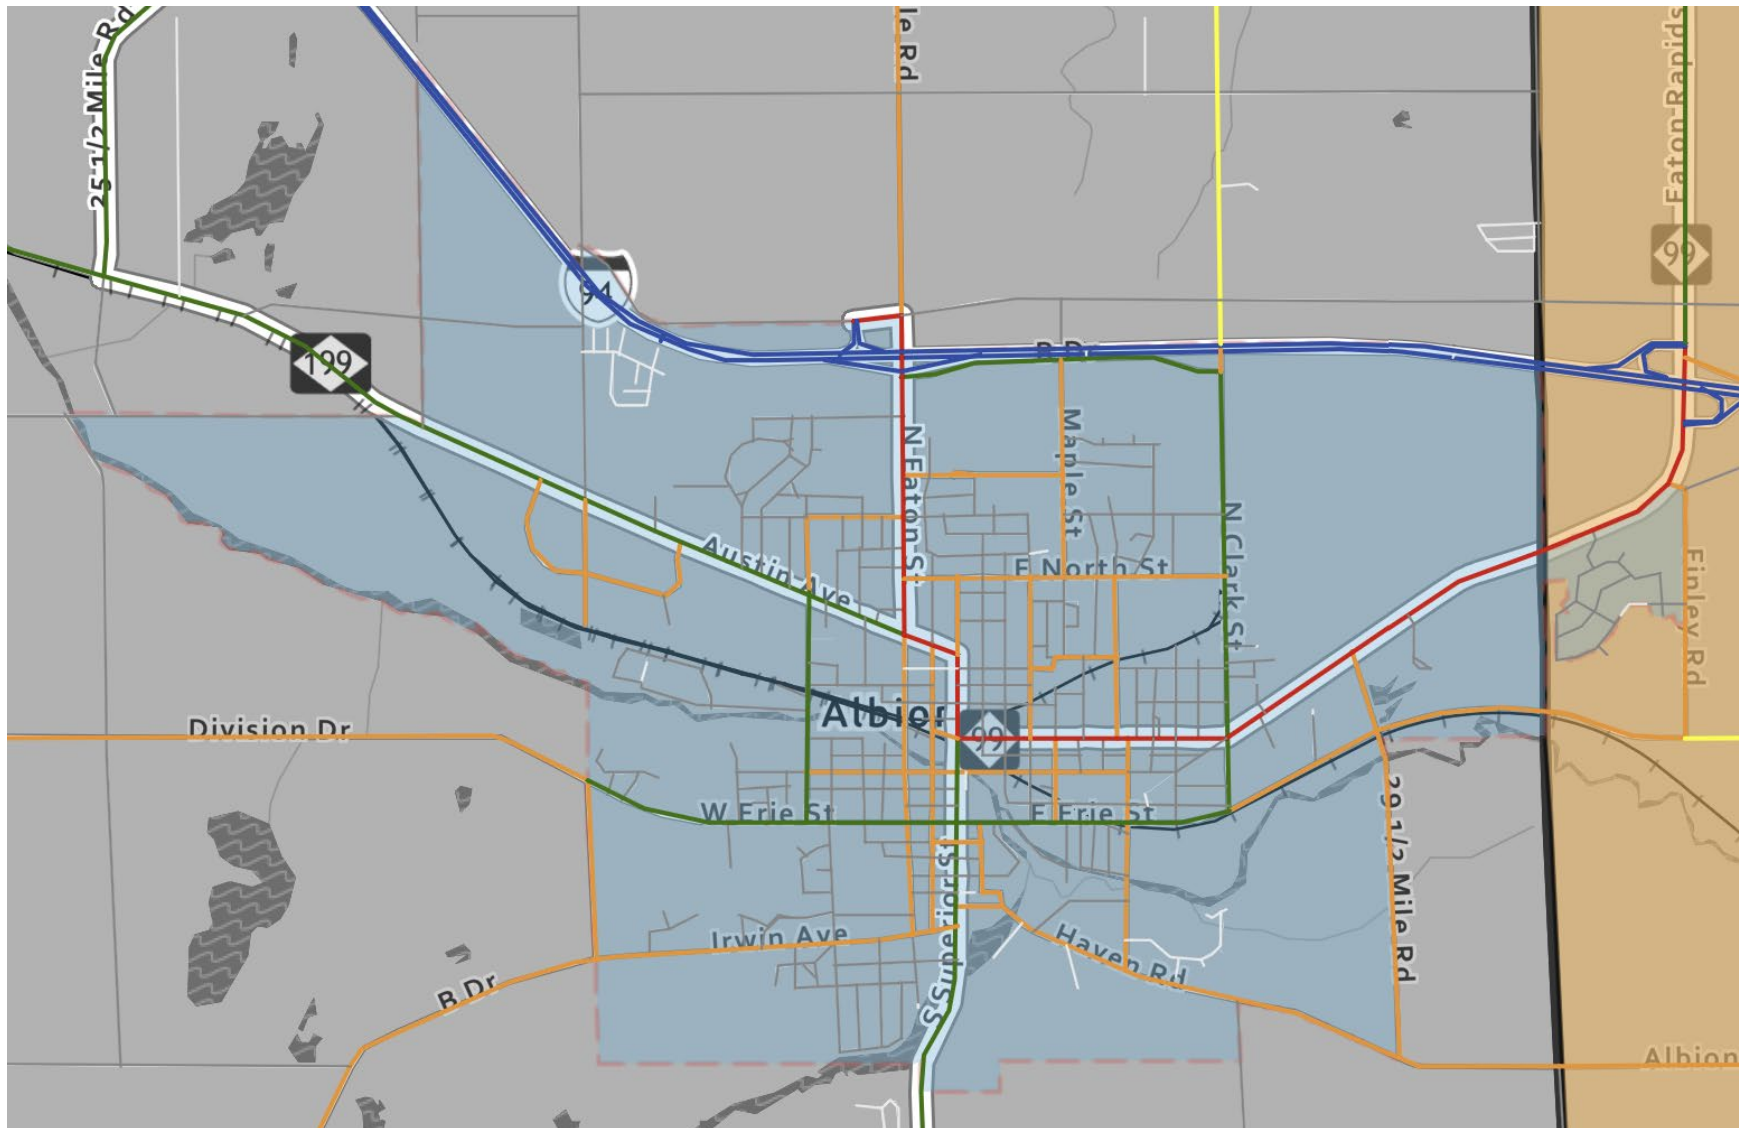 25 1/2 Mile Rd
le Rd
Eaton Rapids
99
94
199
B Dr
N Eaton St
Maple St
N Clark St
Austin Ave
E North St
Finley Rd
Albion
99
Division Dr
W Erie St
E Erie St
29 1/2 Mile Rd
S Superior St
Irwin Ave
Haven Rd
B Dr
Albion